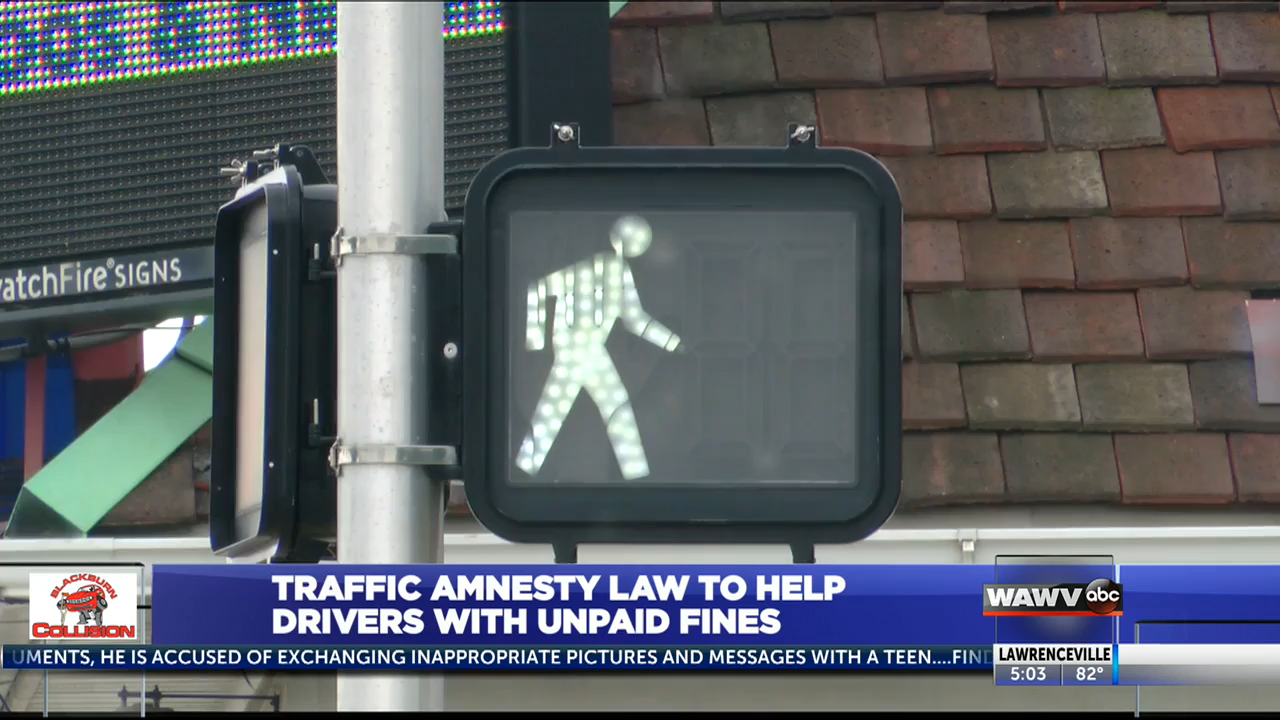 atchFire® SIGNS
TRAFFIC AMNESTY LAW TO HELP
DRIVERS WITH UNPAID FINES
BLACKBURN
COLLISION
WAWV abc
UMENTS, HE IS ACCUSED OF EXCHANGING INAPPROPRIATE PICTURES AND MESSAGES WITH A TEEN....FIND
LAWRENCEVILLE
5:03 82°